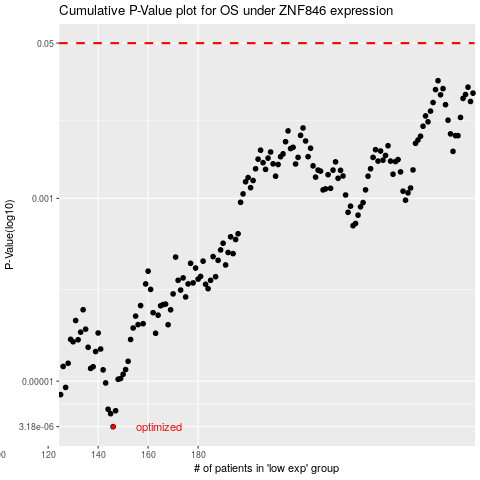 Cumulative P-Value plot for OS under ZNF846 expression
0.05
0.001
0.00001
3.18e-06
P-Value(log10)
optimized
00 120 140 160 180
# of patients in 'low exp' group